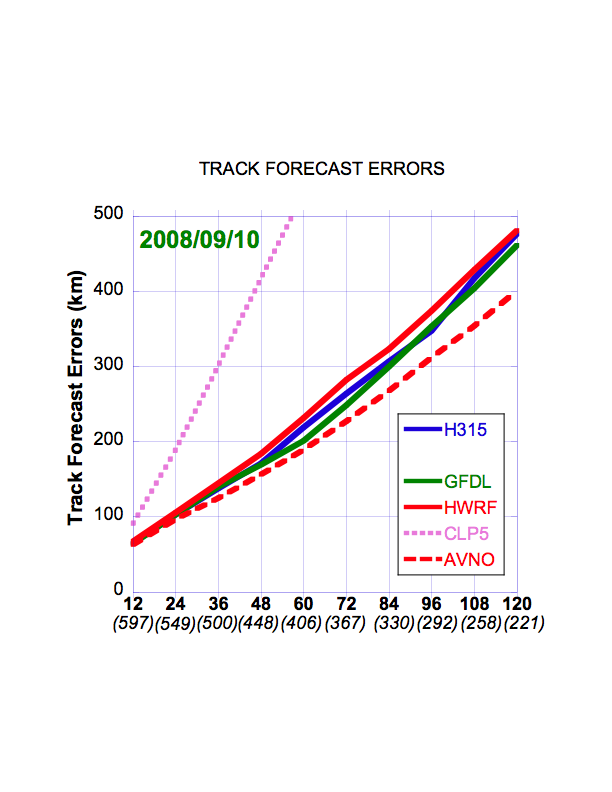 TRACK FORECAST ERRORS
500
2008/09/10
400
300
200
100
0
Track Forecast Errors (km)
H315
GFDL
HWRF
CLP5
AVNO
12 24 36 48 60 72 84 96 108 120
(597) (549) (500) (448) (406) (367) (330) (292) (258) (221)